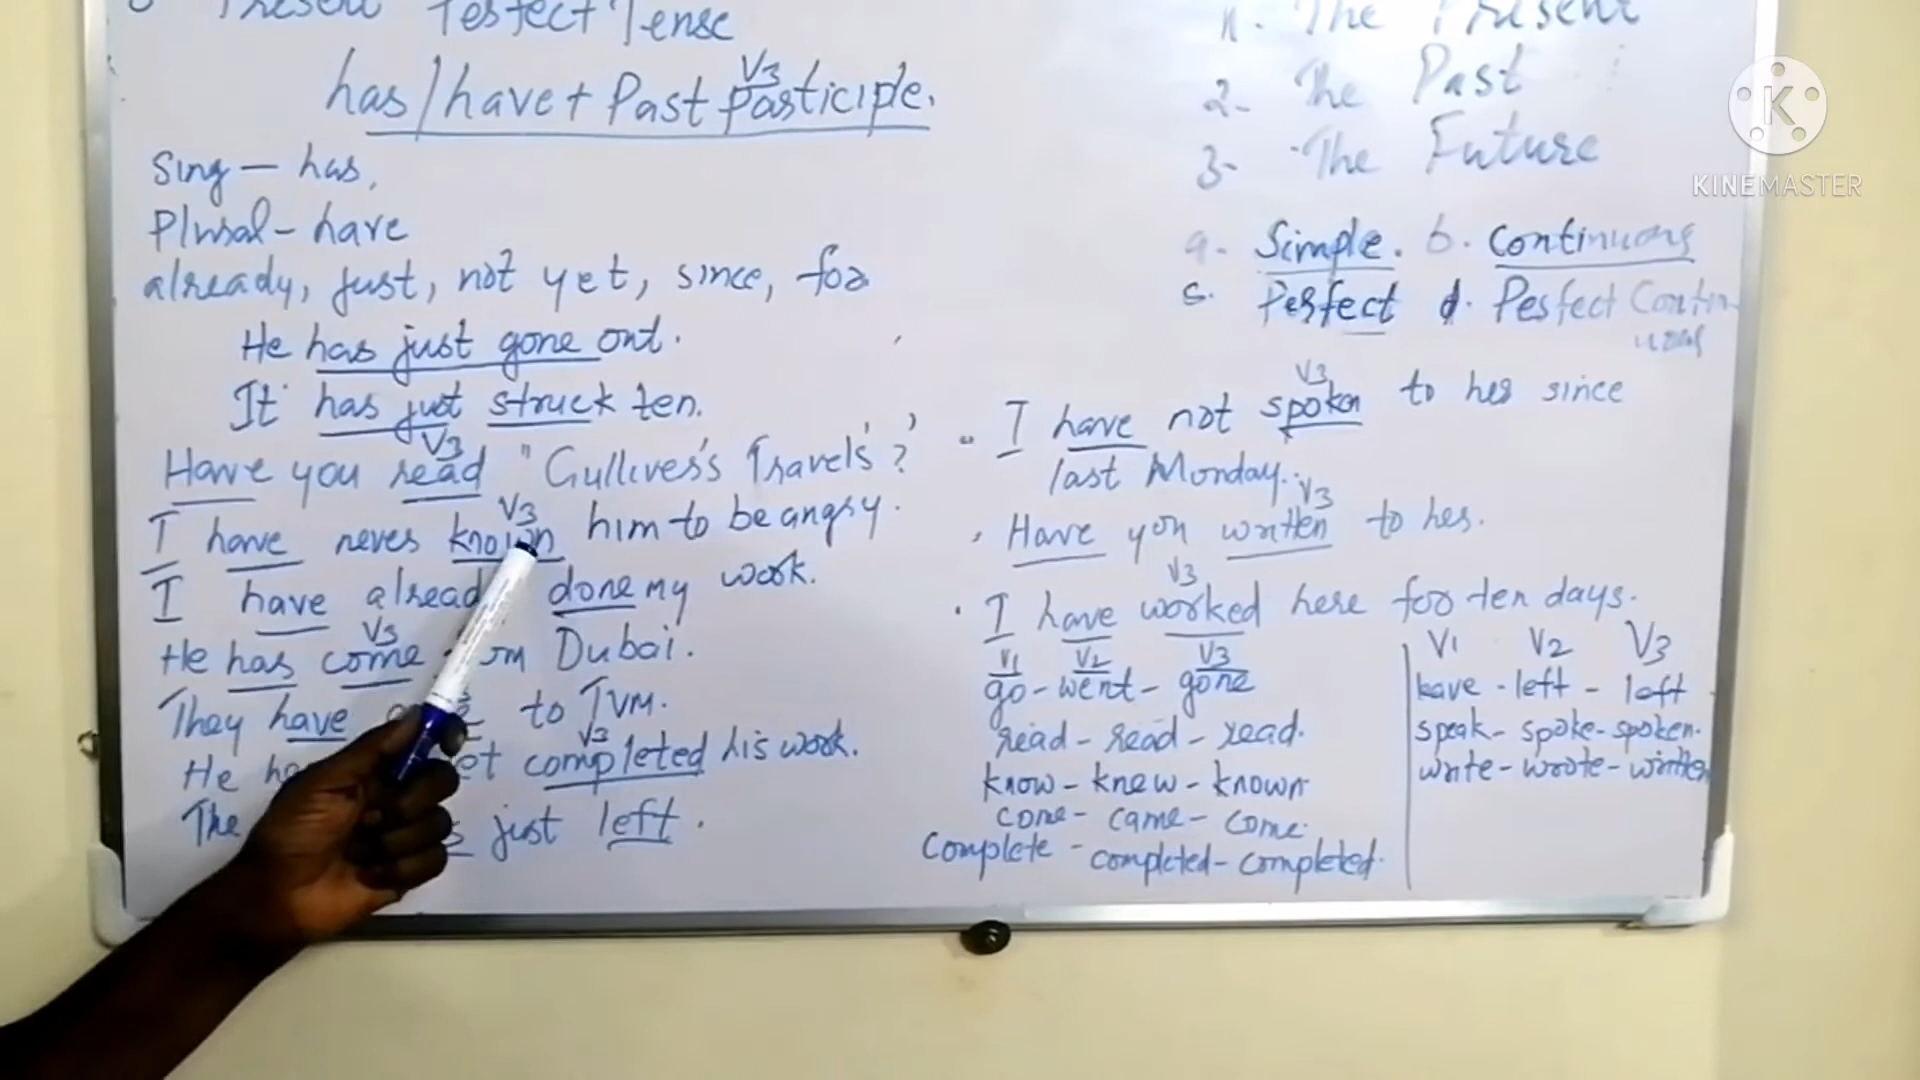 Present Perfect Tense
V3
has/have + Past Participle.
Sing — has,
Plural - have
already, just, not yet, since, for
He has just gone out.
It has just struck ten.
V3
Have you read "Gulliver's Travels'?
V3
I have never known him to be angry.
I have already done my work.
V3
He has come from Dubai.
They have to TVM.
V3
He completed his work.
The just left.
1. The Present
2- The Past
3- The Future
a- Simple. b. Continuous
c. Perfect d. Perfect Contin
uous
V3
I have not spoken to her since
last Monday.
V3
Have you written to her.
V3
I have worked here for ten days.
V1 V2 V3
go - went - gone
read - read - read.
know - knew - known
come - came - come.
Complete - completed - completed.
V1 V2 V3
leave - left - left
speak - spoke - spoken.
write - wrote - written
K
KINEMASTER